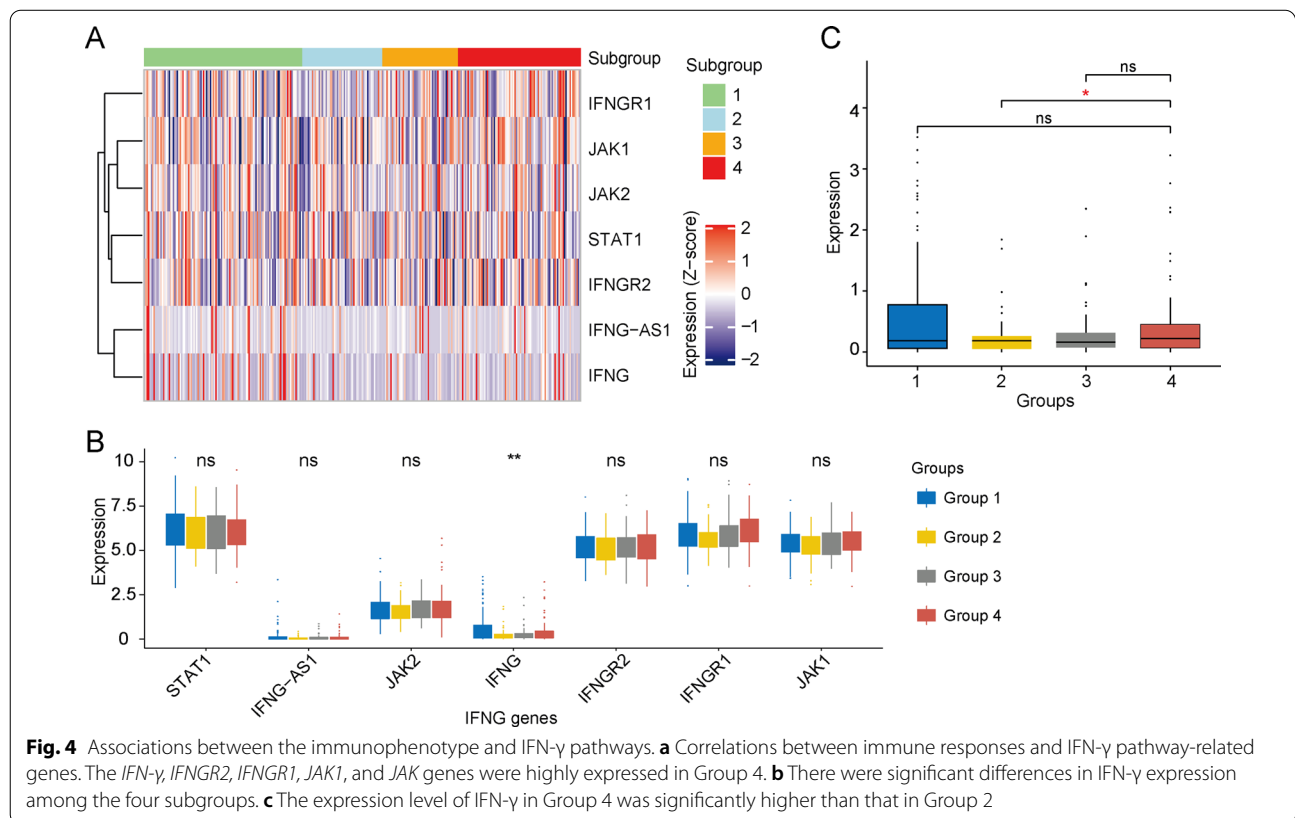 A
Subgroup
IFNGR1
JAK1
JAK2
STAT1
IFNGR2
IFNG-AS1
IFNG
Subgroup
1
2
3
4
Expression (Z-score)
2
1
0
-1
-2
C
Expression
4
3
2
1
0
ns
*
ns
1 2 3 4
Groups
B
Expression
10
7.5
5.0
2.5
0
ns ns ns ** ns ns ns
STAT1 IFNG-AS1 JAK2 IFNG IFNGR2 IFNGR1 JAK1
IFNG genes
Groups
Group 1
Group 2
Group 3
Group 4
Fig. 4 Associations between the immunophenotype and IFN-γ pathways. a Correlations between immune responses and IFN-γ pathway-related
genes. The IFN-γ, IFNGR2, IFNGR1, JAK1, and JAK genes were highly expressed in Group 4. b There were significant differences in IFN-γ expression
among the four subgroups. c The expression level of IFN-γ in Group 4 was significantly higher than that in Group 2